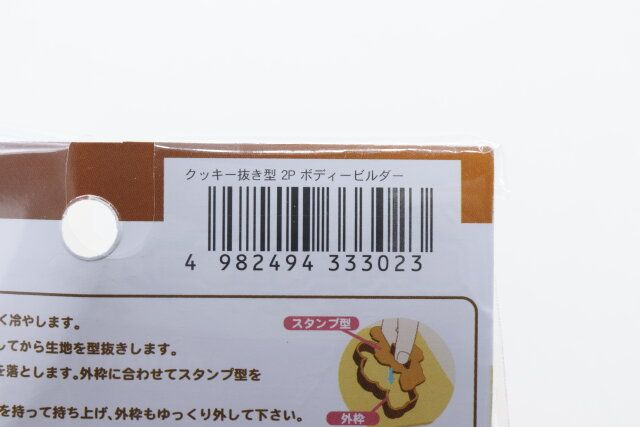 クッキー抜き型 2P ボディービルダー
4 982494 333023
く冷やします。
してから生地を型抜きします。
を落とします。外枠に合わせてスタンプ型を
を持って持ち上げ、外枠もゆっくり外して下さい。
スタンプ型
外枠